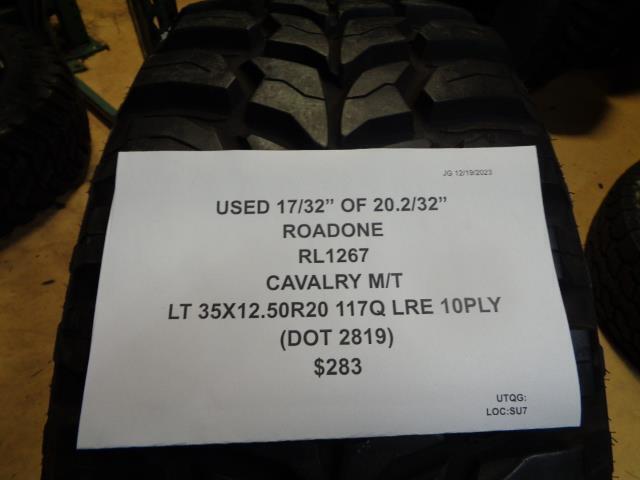 JG 12/19/2023
USED 17/32” OF 20.2/32”
ROADONE
RL1267
CAVALRY M/T
LT 35X12.50R20 117Q LRE 10PLY
(DOT 2819)
$283
UTQG:
LOC:SU7